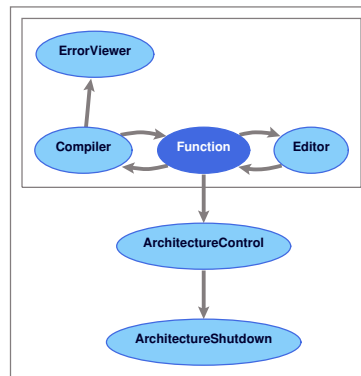 ErrorViewer
Compiler
Function
Editor
ArchitectureControl
ArchitectureShutdown